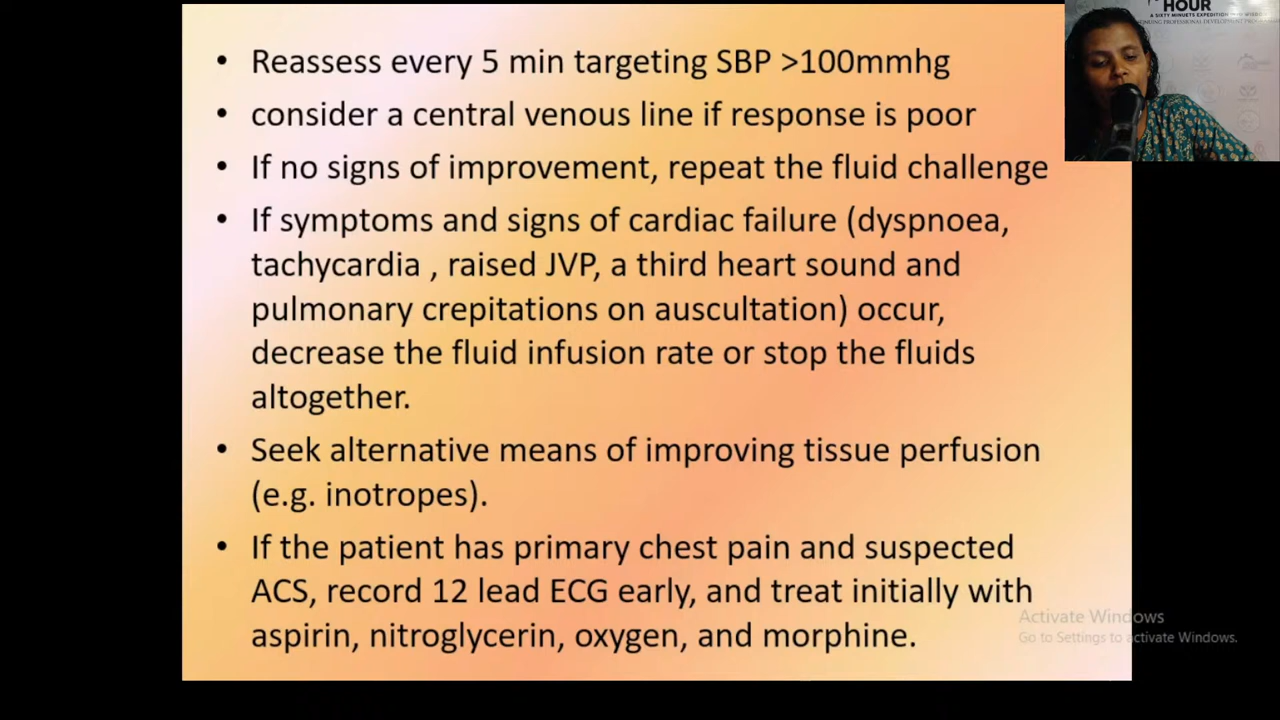 HOUR
A SIXTY MINUETS EXPEDITION
• Reassess every 5 min targeting SBP >100mmhg
• consider a central venous line if response is poor
• If no signs of improvement, repeat the fluid challenge
• If symptoms and signs of cardiac failure (dyspnoea,
tachycardia , raised JVP, a third heart sound and
pulmonary crepitations on auscultation) occur,
decrease the fluid infusion rate or stop the fluids
altogether.
• Seek alternative means of improving tissue perfusion
(e.g. inotropes).
• If the patient has primary chest pain and suspected
ACS, record 12 lead ECG early, and treat initially with
aspirin, nitroglycerin, oxygen, and morphine.
Activate Windows
Go to Settings to activate Windows.